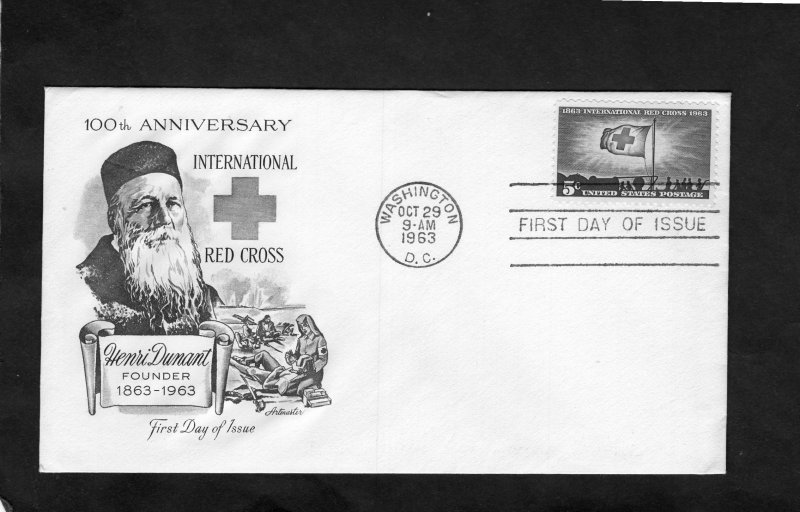 100th ANNIVERSARY
INTERNATIONAL
RED CROSS
Henri Dunant
FOUNDER
1863-1963
Artmaster
First Day of Issue
WASHINGTON
OCT 29
9-AM
1963
D.C.
1863 INTERNATIONAL RED CROSS 1963
5¢
UNITED STATES POSTAGE
FIRST DAY OF ISSUE